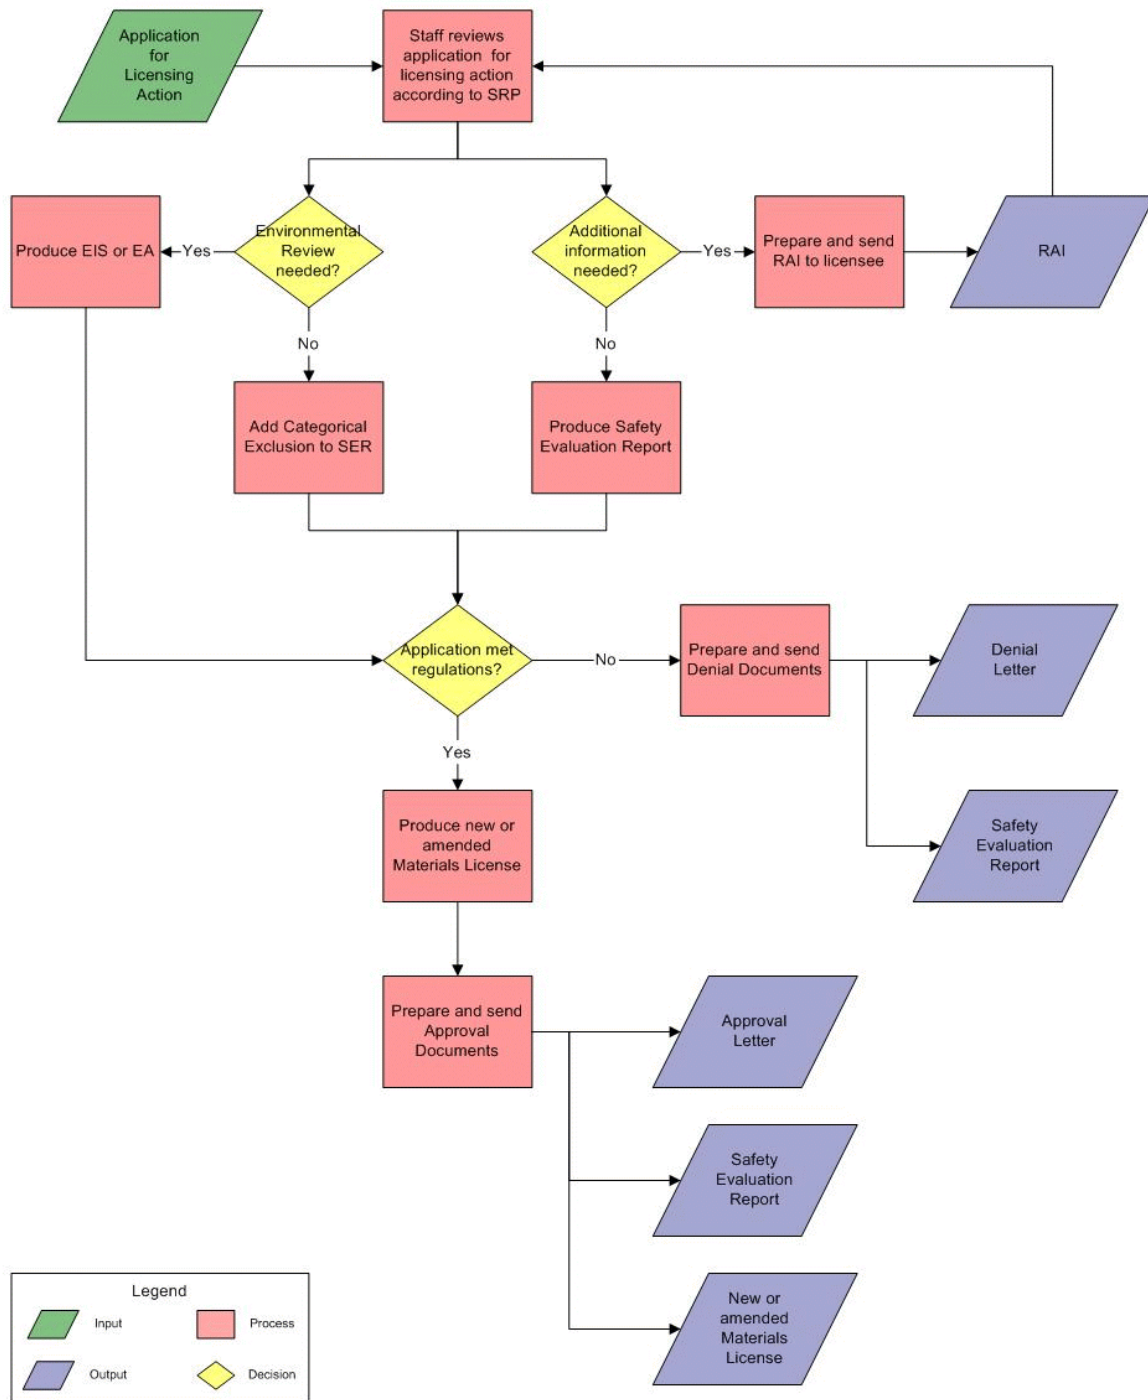 Application
for
Licensing
Action
Staff reviews
application for
licensing action
according to SRP
Produce EIS or EA
Yes
Environmental
Review
needed?
Additional
information
needed?
Yes
Prepare and send
RAI to licensee
RAI
No
No
Add Categorical
Exclusion to SER
Produce Safety
Evaluation Report
Application met
regulations?
No
Prepare and send
Denial Documents
Denial
Letter
Yes
Produce new or
amended
Materials License
Safety
Evaluation
Report
Prepare and send
Approval
Documents
Approval
Letter
Safety
Evaluation
Report
New or
amended
Materials
License
Legend
Input
Process
Output
Decision